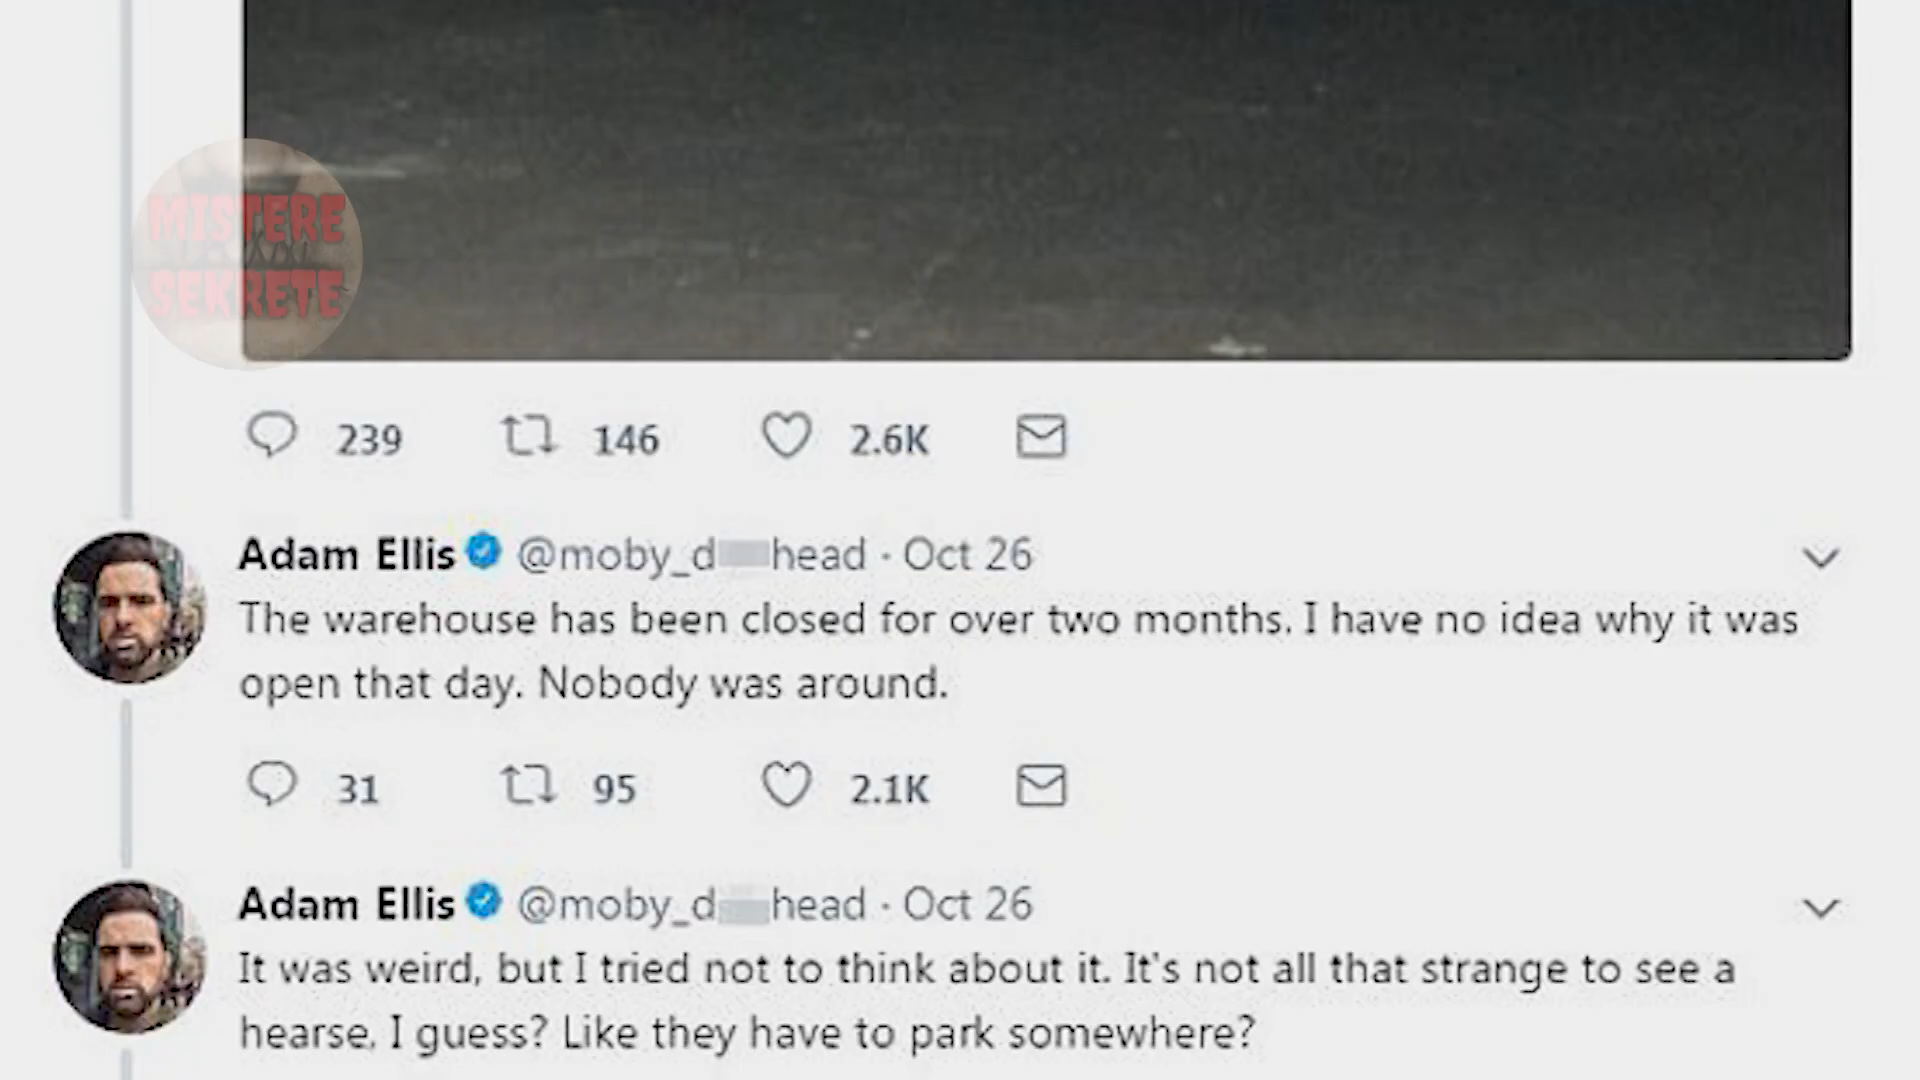 MISTERE
SEKRETE
239 146 2.6K
Adam Ellis @moby_d head · Oct 26
The warehouse has been closed for over two months. I have no idea why it was
open that day. Nobody was around.
31 95 2.1K
Adam Ellis @moby_d head · Oct 26
It was weird, but I tried not to think about it. It's not all that strange to see a
hearse, I guess? Like they have to park somewhere?